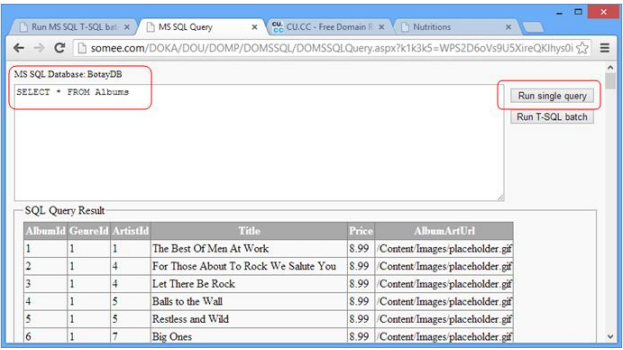 Run MS SQL T-SQL bat
MS SQL Query
CU.CC - Free Domain R
Nutritions
somee.com/DOKA/DOU/DOMP/DOMSSQL/DOMSSQLQuery.aspx?k1k3k5=WPS2D6oVs9U5XireQKIhys0i
MS SQL Database: BotayDB
SELECT * FROM Albums
Run single query
Run T-SQL batch
SQL Query Result
AlbumId GenreId ArtistId Title Price AlbumArtUrl
1 1 1 The Best Of Men At Work 8.99 /Content/Images/placeholder.gif
2 1 4 For Those About To Rock We Salute You 8.99 /Content/Images/placeholder.gif
3 1 4 Let There Be Rock 8.99 /Content/Images/placeholder.gif
4 1 5 Balls to the Wall 8.99 /Content/Images/placeholder.gif
5 1 5 Restless and Wild 8.99 /Content/Images/placeholder.gif
6 1 7 Big Ones 8.99 /Content/Images/placeholder.gif